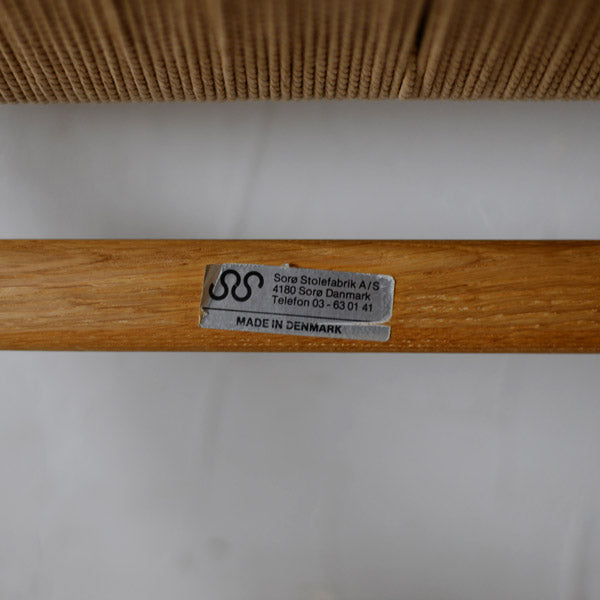 Sorø Stolefabrik A/S
4180 Sorø Danmark
Telefon 03 - 63 01 41
MADE IN DENMARK